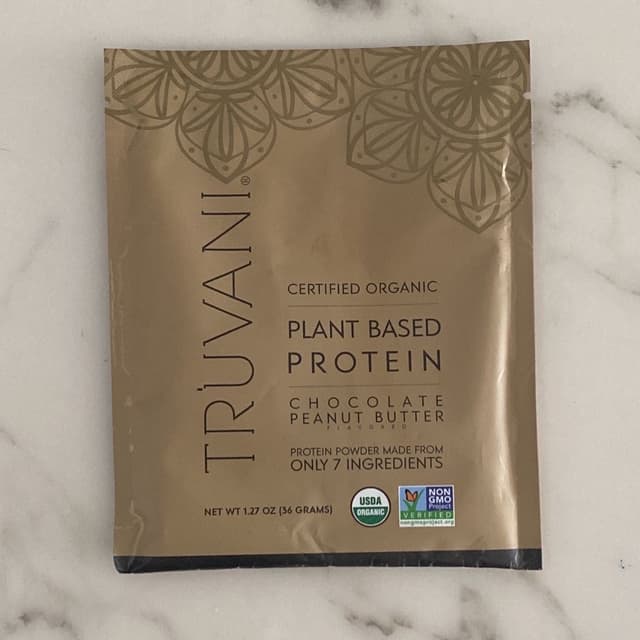 TRUVANI®
CERTIFIED ORGANIC
PLANT BASED
PROTEIN
CHOCOLATE
PEANUT BUTTER
FLAVORED
PROTEIN POWDER MADE FROM
ONLY 7 INGREDIENTS
NET WT 1.27 OZ (36 GRAMS)
USDA
ORGANIC
NON
GMO
Project
VERIFIED
nongmoproject.org